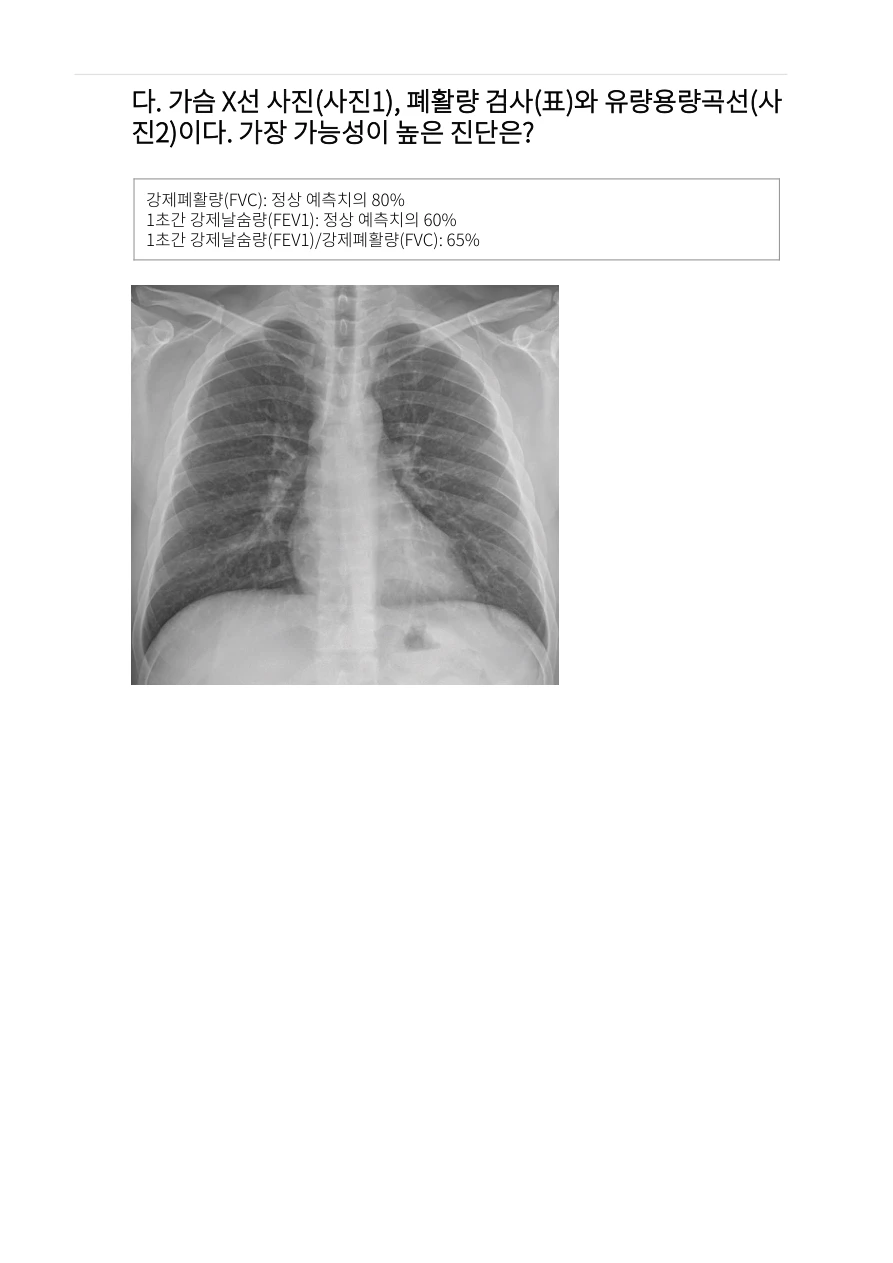 다. 가슴 X선 사진(사진1), 폐활량 검사(표)와 유량용량곡선(사
진2)이다. 가장 가능성이 높은 진단은?
강제폐활량(FVC): 정상 예측치의 80%
1초간 강제날숨량(FEV1): 정상 예측치의 60%
1초간 강제날숨량(FEV1)/강제폐활량(FVC): 65%